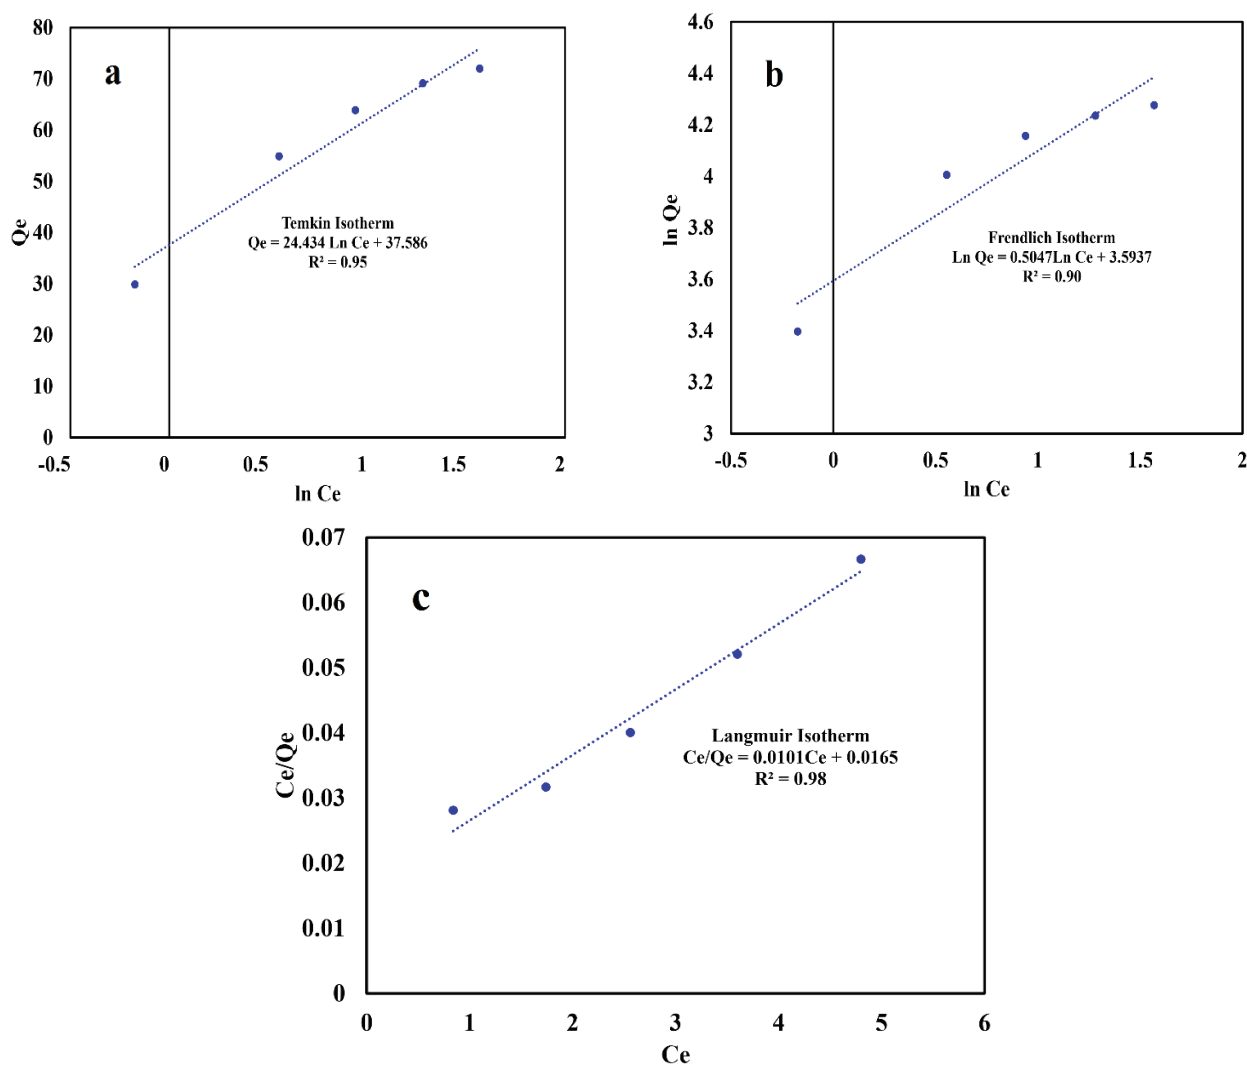 80
70
60
50
40
30
20
10
0
Qe
a
Temkin Isotherm
Qe = 24.434 Ln Ce + 37.586
R² = 0.95
-0.5 0 0.5 1 1.5 2
ln Ce
4.6
4.4
4.2
4
3.8
3.6
3.4
3.2
3
ln Qe
b
Frendlich Isotherm
Ln Qe = 0.5047Ln Ce + 3.5937
R² = 0.90
-0.5 0 0.5 1 1.5 2
ln Ce
0.07
0.06
0.05
0.04
0.03
0.02
0.01
0
Ce/Qe
c
Langmuir Isotherm
Ce/Qe = 0.0101Ce + 0.0165
R² = 0.98
0 1 2 3 4 5 6
Ce